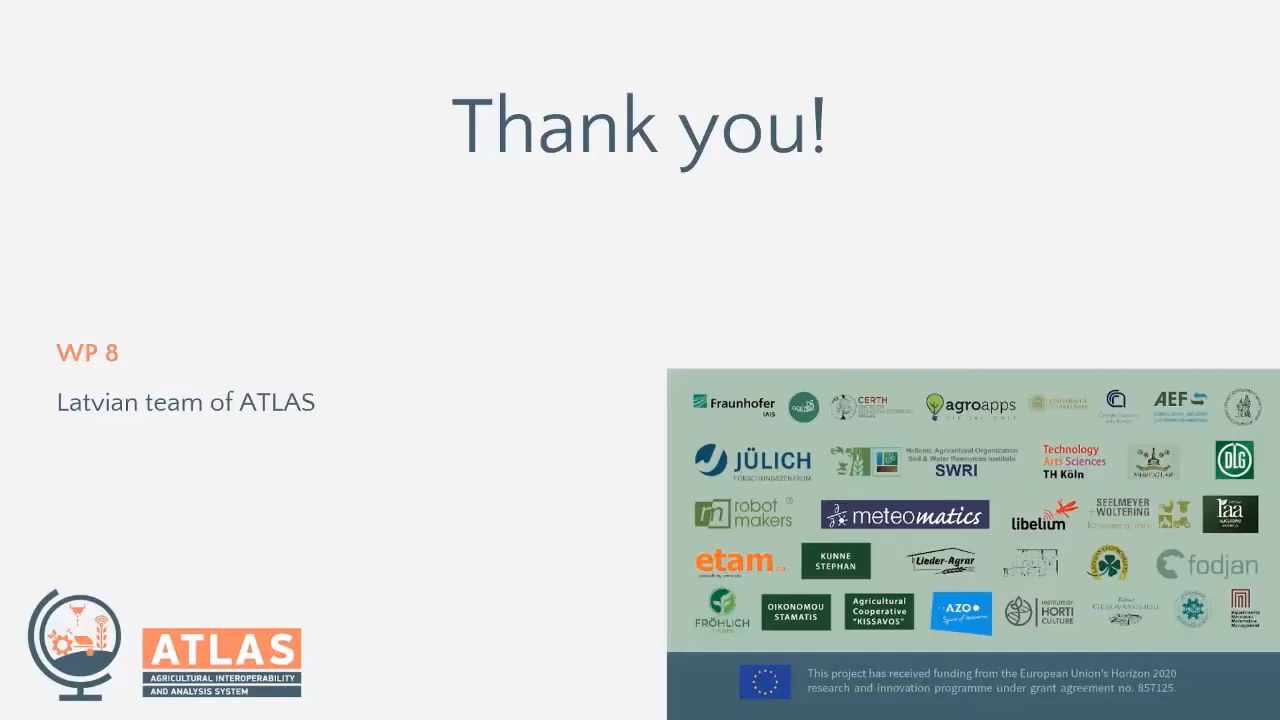 Thank you!
WP 8
Latvian team of ATLAS
Fraunhofer
IAIS
CERTH
agroapps
AEF
JÜLICH
FORSCHUNGSZENTRUM
Hellenic Agricultural Organization
Soil & Water Resources Institute
SWRI
Technology
Arts Sciences
TH Köln
DLG
robot
makers
meteomatics
libelium
SEELMEYER
+WOLTERING
etam
KUNNE
STEPHAN
Lieder-Agrar
fodjan
FRÖHLICH
OIKONOMOU
STAMATIS
Agricultural
Cooperative
"KISSAVOS"
AZO
INSTITUTE OF
HORTI
CULTURE
GEROVASSILIOU
ATLAS
AGRICULTURAL INTEROPERABILITY
AND ANALYSIS SYSTEM
This project has received funding from the European Union's Horizon 2020
research and innovation programme under grant agreement no. 857125.